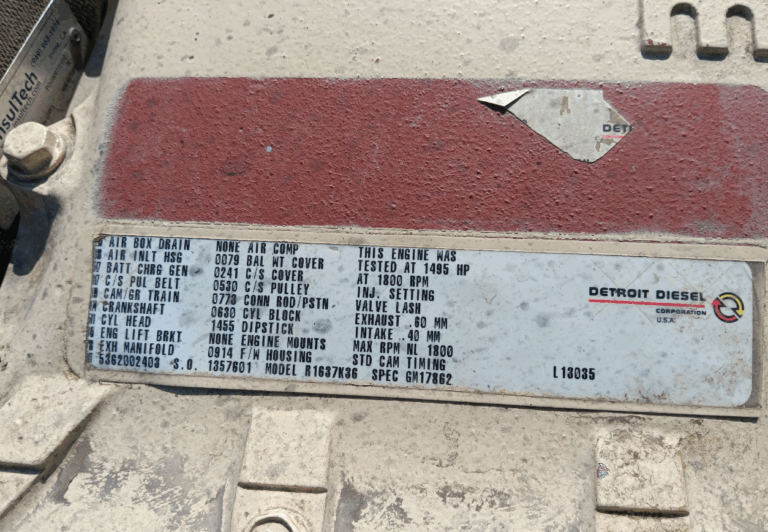 InsulTech
DET
AIR BOX DRAIN NONE AIR COMP THIS ENGINE WAS
AIR INLT HSG 0079 BAL WT COVER TESTED AT 1495 HP
BATT CHRG GEN 0241 C/S COVER AT 1800 RPM
C/S PUL BELT 0530 C/S PULLEY INJ. SETTING
CAM/GR TRAIN 0773 CONN ROD/PSTN VALVE LASH
CRANKSHAFT 0630 CYL BLOCK EXHAUST .60 MM
CYL HEAD 1455 DIPSTICK INTAKE .40 MM
ENG LIFT BRKT NONE ENGINE MOUNTS MAX RPM NL 1800
EXH MANIFOLD 0914 F/W HOUSING STD CAM TIMING
5362002403 S.O. 1357601 MODEL R1637K36 SPEC GM17862
L13035
DETROIT DIESEL
CORPORATION
U.S.A.